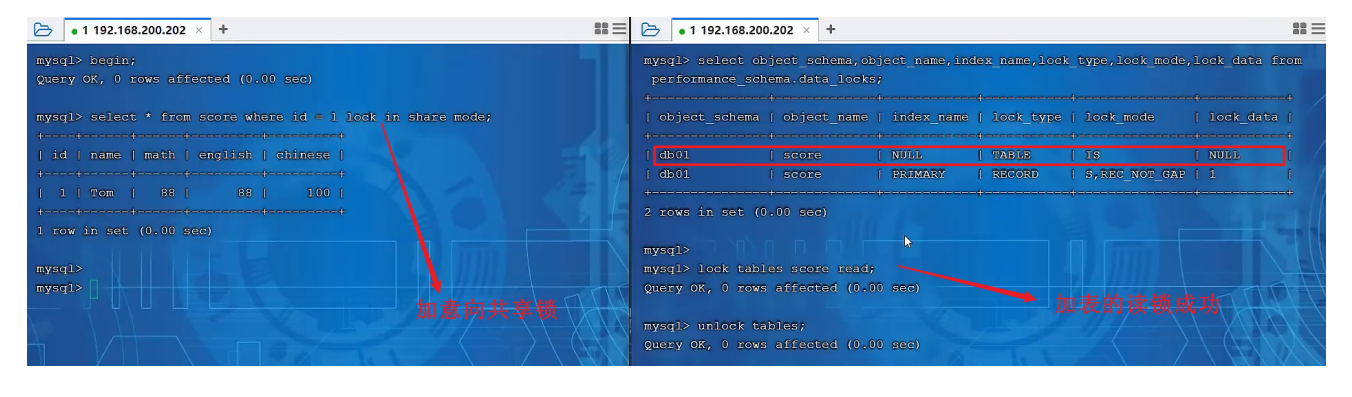 1 192.168.200.202 × +
mysql> begin;
Query OK, 0 rows affected (0.00 sec)
mysql> select * from score where id = 1 lock in share mode;
+----+------+------+---------+---------+
| id | name | math | english | chinese |
+----+------+------+---------+---------+
| 1 | Tom | 88 | 88 | 100 |
+----+------+------+---------+---------+
1 row in set (0.00 sec)
mysql>
mysql>
加意向共享锁
1 192.168.200.202 × +
mysql> select object_schema,object_name,index_name,lock_type,lock_mode,lock_data from
performance_schema.data_locks;
+---------------+-------------+------------+-----------+---------------+-----------+
| object_schema | object_name | index_name | lock_type | lock_mode | lock_data |
+---------------+-------------+------------+-----------+---------------+-----------+
| db01 | score | NULL | TABLE | IS | NULL |
| db01 | score | PRIMARY | RECORD | S,REC_NOT_GAP | 1 |
+---------------+-------------+------------+-----------+---------------+-----------+
2 rows in set (0.00 sec)
mysql>
mysql> lock tables score read;
Query OK, 0 rows affected (0.00 sec)
加表的读锁成功
mysql> unlock tables;
Query OK, 0 rows affected (0.00 sec)